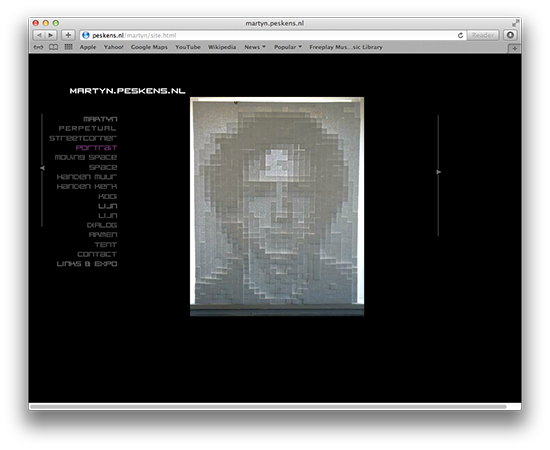 martyn.peskens.nl
peskens.nl/martyn/site.html
Reader
Apple Yahoo! Google Maps YouTube Wikipedia News Popular Freeplay Mus...sic Library
MARTYN.PESKENS.NL
MARTYN
PERPETUAL
STREETCORNER
PORTRAIT
MOVING SPACE
SPACE
HANDEN MUUR
HANDEN KERK
KOOI
LIJN
LIJN
DIALOG
ARMEN
TENT
CONTACT
LINKS & EXPO